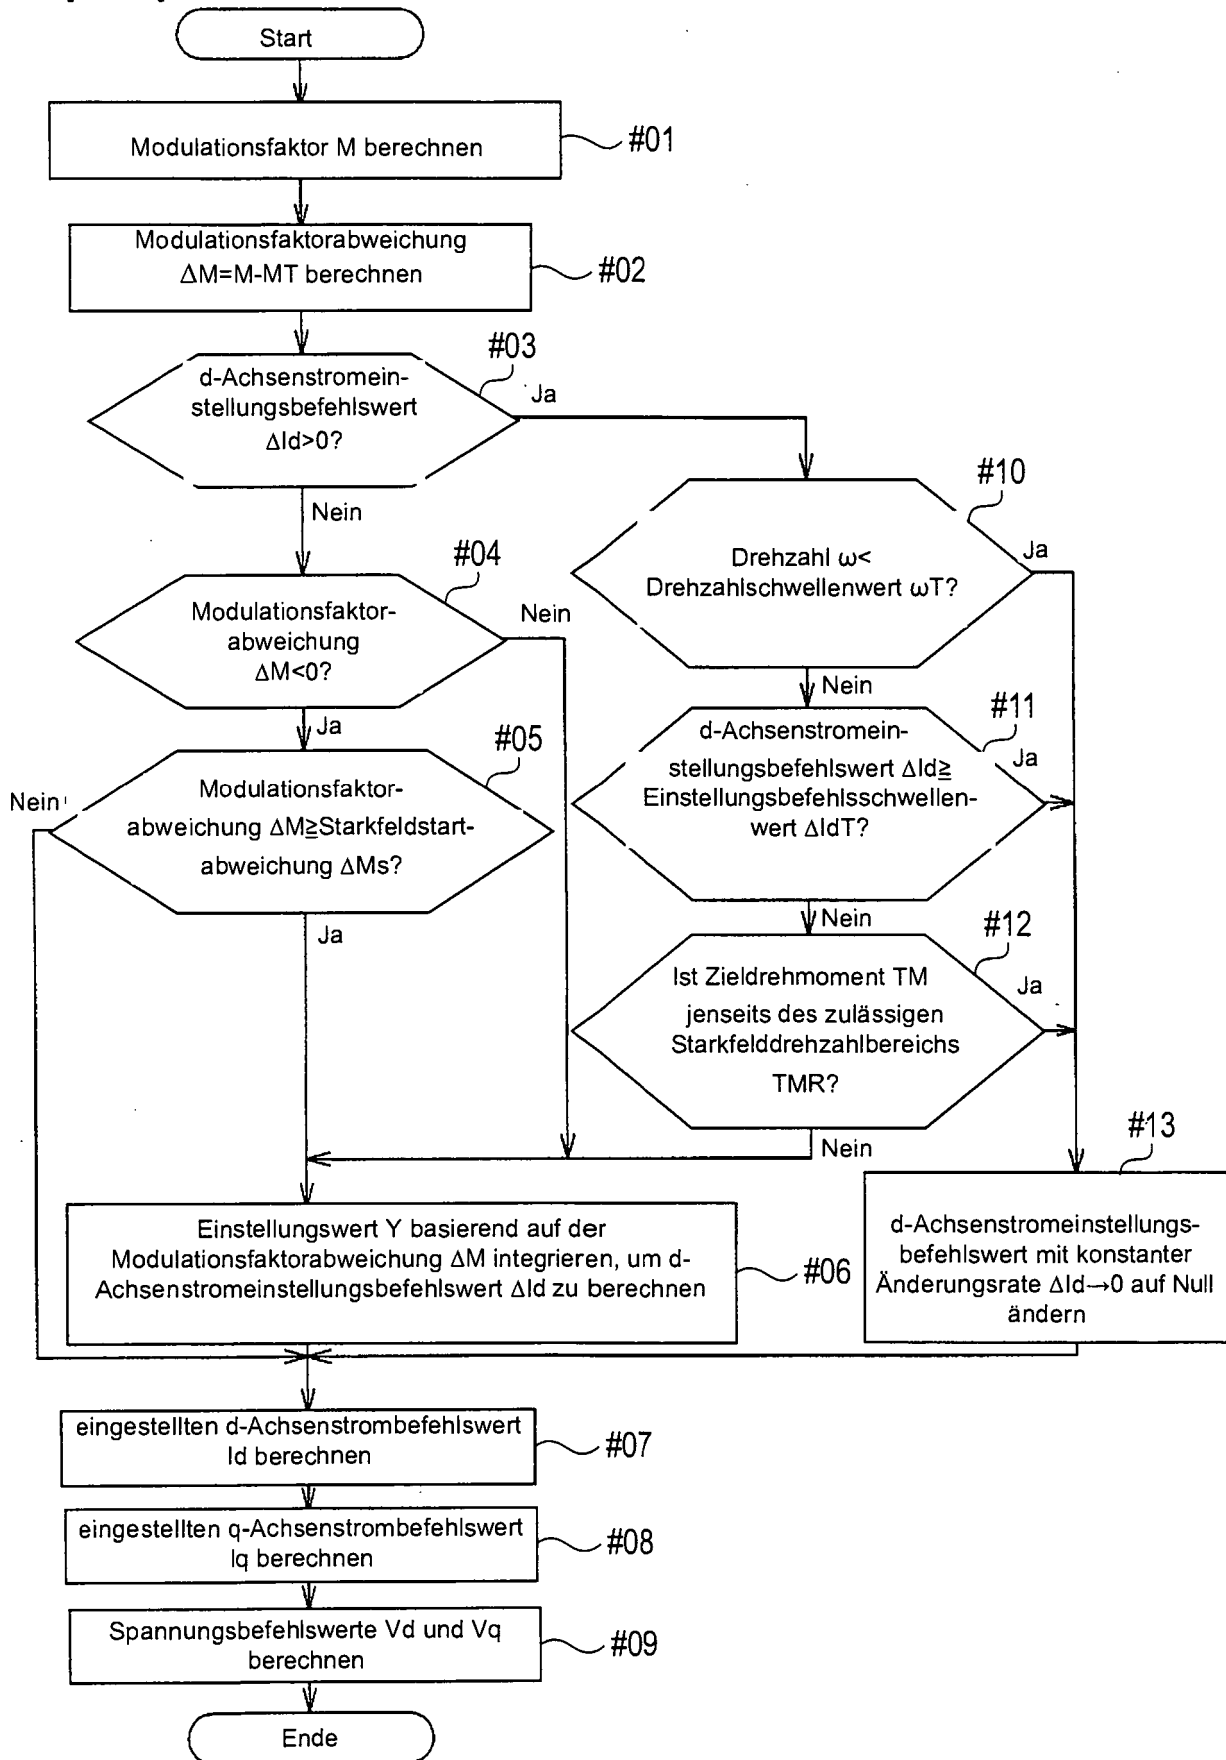 Start
Modulationsfaktor M berechnen
#01
Modulationsfaktorabweichung
ΔM=M-MT berechnen
#02
#03
d-Achsenstromein-
stellungsbefehlswert
ΔId>0?
Ja
Nein
#10
Drehzahl ω<
Drehzahlschwellenwert ωT?
Ja
Nein
#04
Modulationsfaktor-
abweichung
ΔM<0?
Nein
Ja
#11
d-Achsenstromein-
stellungsbefehlswert ΔId≧
Einstellungsbefehlsschwellen-
wert ΔIdT?
Ja
Nein
#05
Modulationsfaktor-
abweichung ΔM≧Starkfeldstart-
abweichung ΔMs?
Nein
Ja
#12
Ist Zieldrehmoment TM
jenseits des zulässigen
Starkfelddrehzahlbereichs
TMR?
Ja
Nein
#13
d-Achsenstromeinstellungs-
befehlswert mit konstanter
Änderungsrate ΔId→0 auf Null
ändern
Einstellungswert Y basierend auf der
Modulationsfaktorabweichung ΔM integrieren, um d-
Achsenstromeinstellungsbefehlswert ΔId zu berechnen
#06
eingestellten d-Achsenstrombefehlswert
Id berechnen
#07
eingestellten q-Achsenstrombefehlswert
Iq berechnen
#08
Spannungsbefehlswerte Vd und Vq
berechnen
#09
Ende